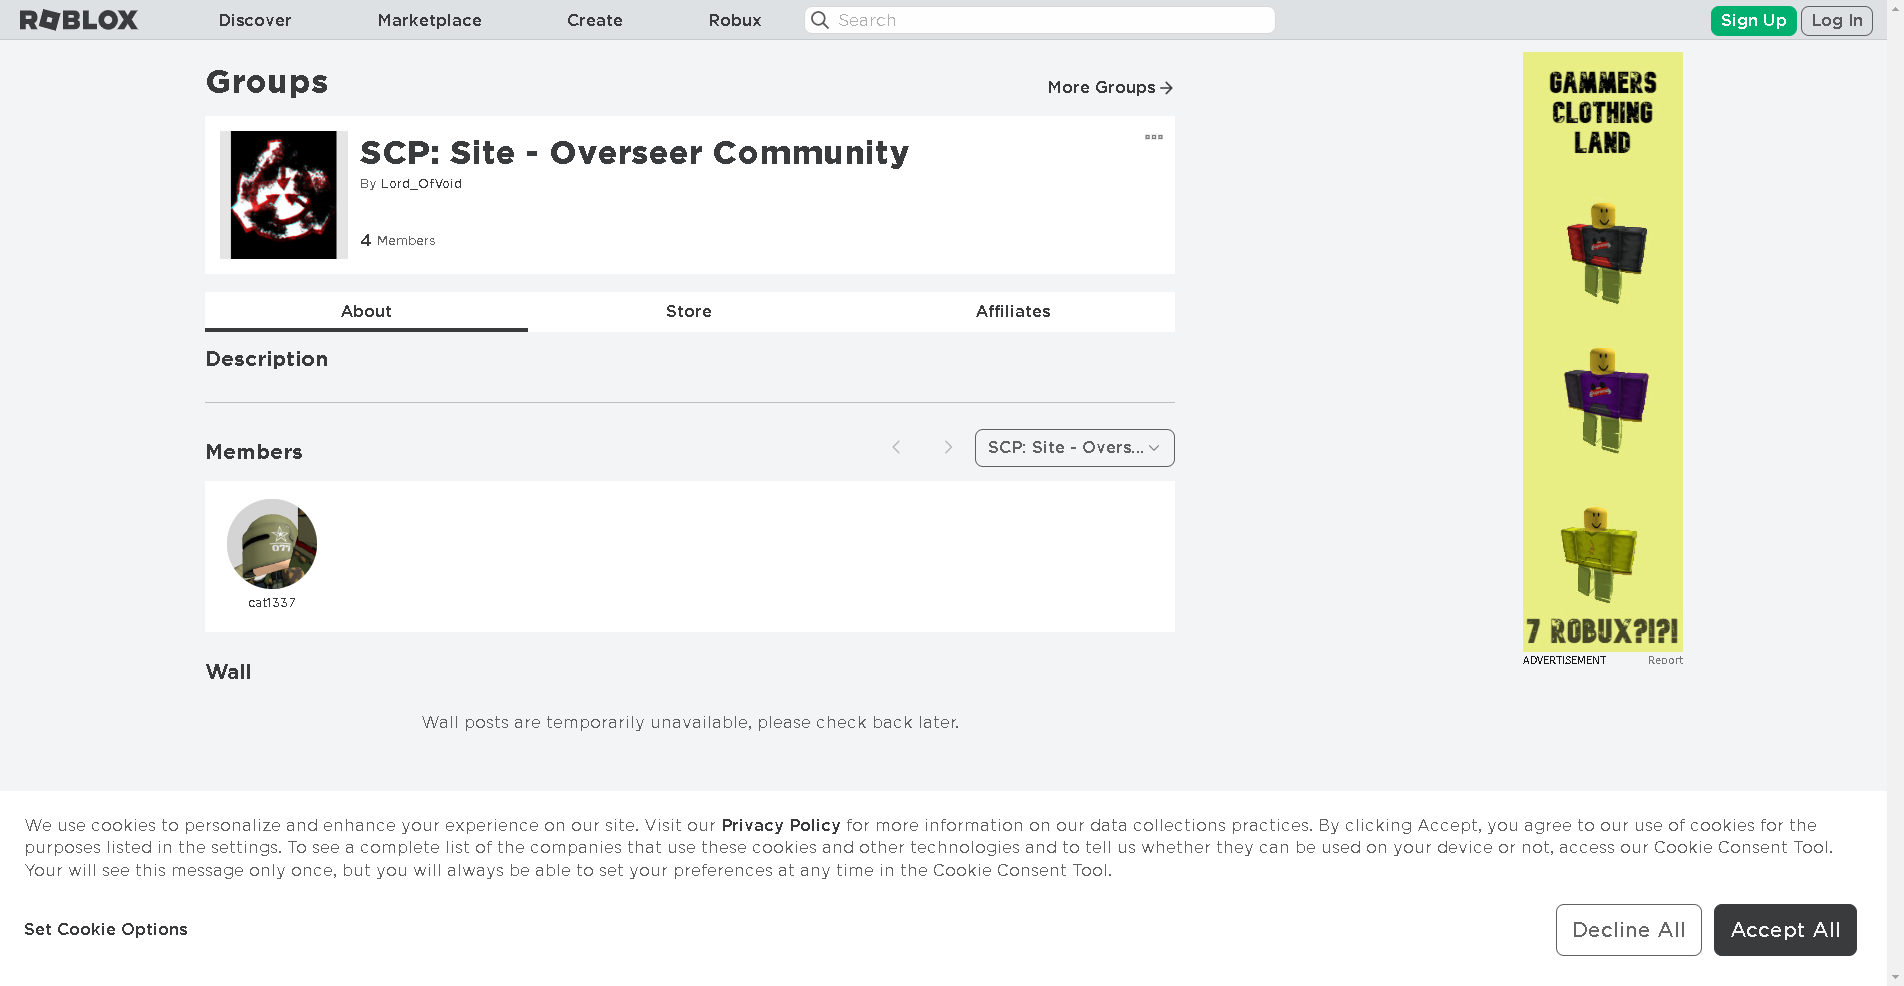 ROBLOX
Discover
Marketplace
Create
Robux
Search
Sign Up
Log In
Groups
More Groups
SCP: Site - Overseer Community
By Lord_OfVoid
4 Members
About
Store
Affiliates
Description
Members
SCP: Site - Overs...
077
cat1337
Wall
Wall posts are temporarily unavailable, please check back later.
GAMMERS
CLOTHING
LAND
7 ROBUX?!?!
ADVERTISEMENT
Report
We use cookies to personalize and enhance your experience on our site. Visit our Privacy Policy for more information on our data collections practices. By clicking Accept, you agree to our use of cookies for the
purposes listed in the settings. To see a complete list of the companies that use these cookies and other technologies and to tell us whether they can be used on your device or not, access our Cookie Consent Tool.
Your will see this message only once, but you will always be able to set your preferences at any time in the Cookie Consent Tool.
Set Cookie Options
Decline All
Accept All